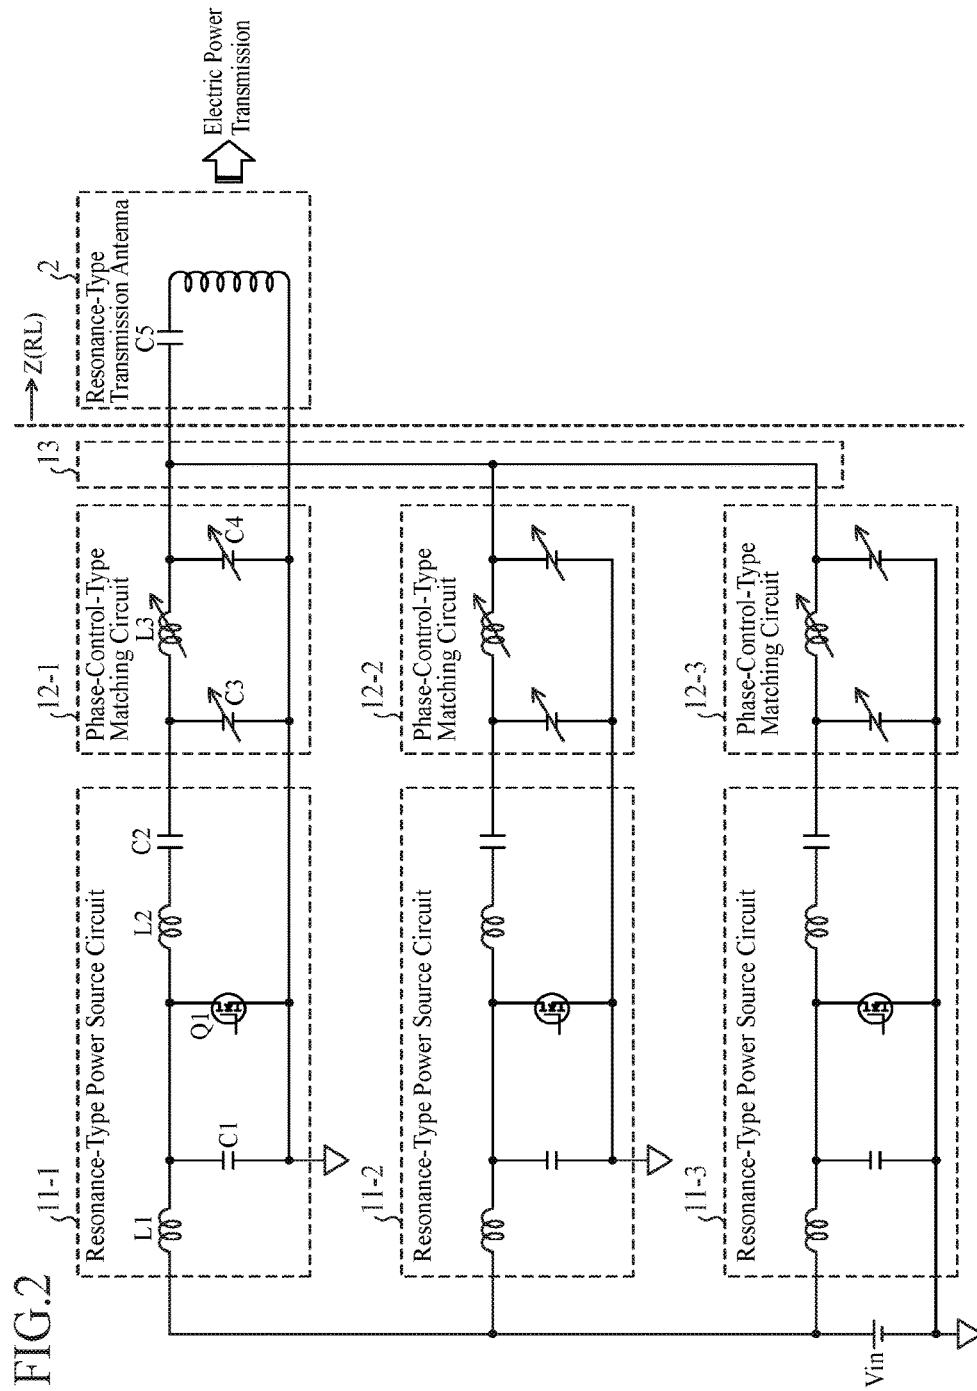 FIG.2
11-1
Resonance-Type Power Source Circuit
L1
C1
Q1
L2
C2
12-1
Phase-Control-Type
Matching Circuit
C3
L3
C4
13
Z(RL)
2
Resonance-Type
Transmission Antenna
C5
Electric Power
Transmission
11-2
Resonance-Type Power Source Circuit
12-2
Phase-Control-Type
Matching Circuit
11-3
Resonance-Type Power Source Circuit
12-3
Phase-Control-Type
Matching Circuit
Vin